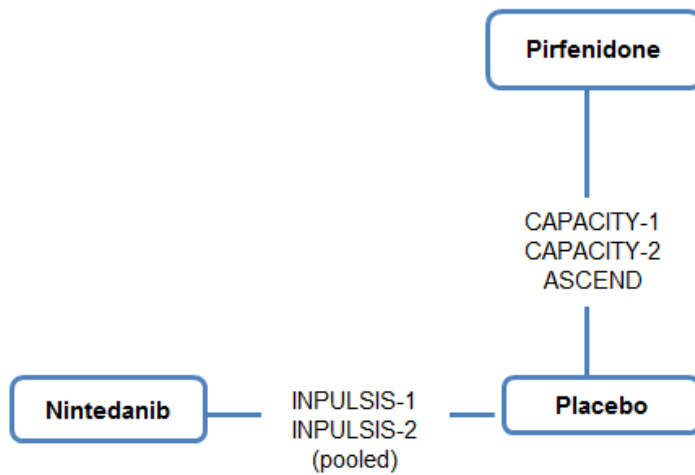 Pirfenidone
CAPACITY-1
CAPACITY-2
ASCEND
Nintedanib
INPULSIS-1
INPULSIS-2
(pooled)
Placebo